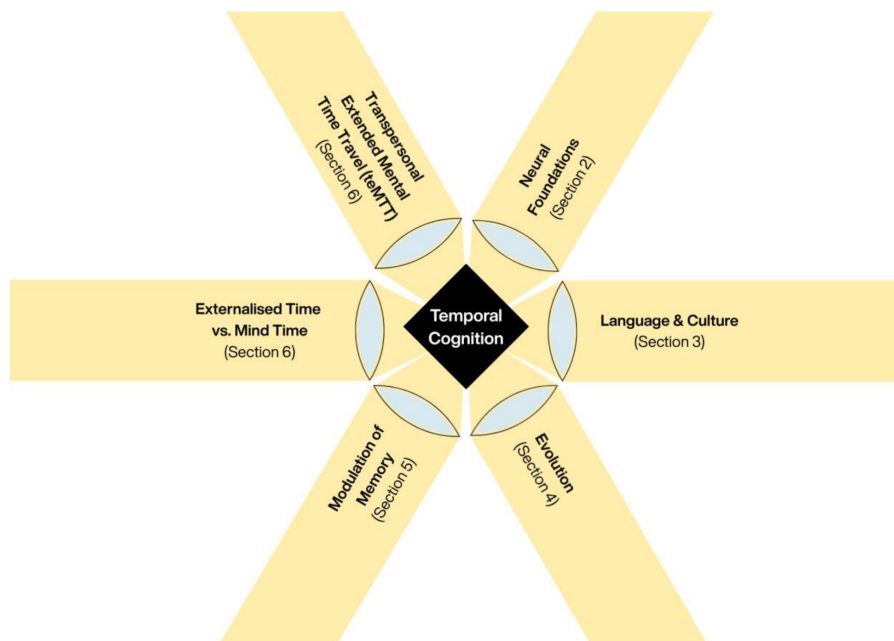 Transpersonal
Extended Mental
Time Travel (teMTT)
(Section 6)
Neural
Foundations
(Section 2)
Externalised Time
vs. Mind Time
(Section 6)
Temporal
Cognition
Language & Culture
(Section 3)
Modulation of
Memory
(Section 5)
Evolution
(Section 4)